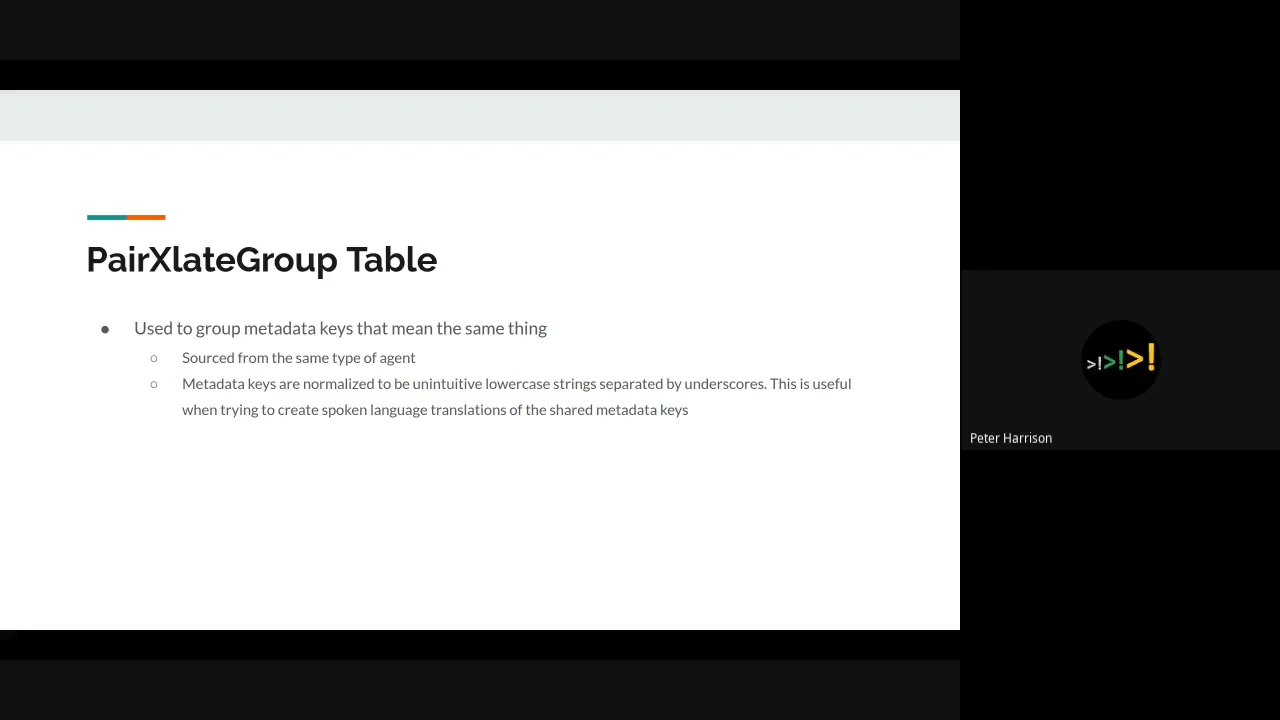 PairXlateGroup Table
● Used to group metadata keys that mean the same thing
○ Sourced from the same type of agent
○ Metadata keys are normalized to be unintuitive lowercase strings separated by underscores. This is useful
when trying to create spoken language translations of the shared metadata keys
>!>!>!
Peter Harrison